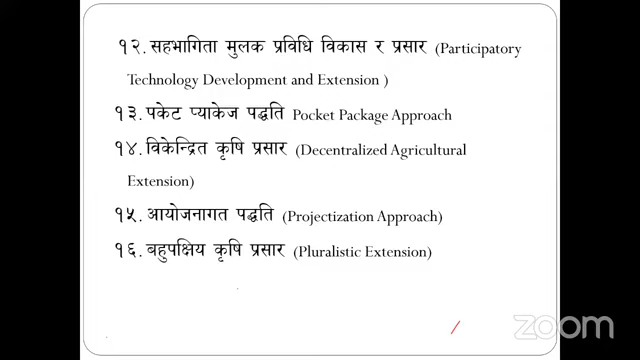 १२. सहभागिता मुलक प्रविधि विकास र प्रसार (Participatory
Technology Development and Extension )
१३. पकेट प्याकेज पद्धति Pocket Package Approach
१४. विकेन्द्रित कृषि प्रसार (Decentralized Agricultural
Extension)
१५. आयोजनागत पद्धति (Projectization Approach)
१६. बहुपक्षिय कृषि प्रसार (Pluralistic Extension)
zoom